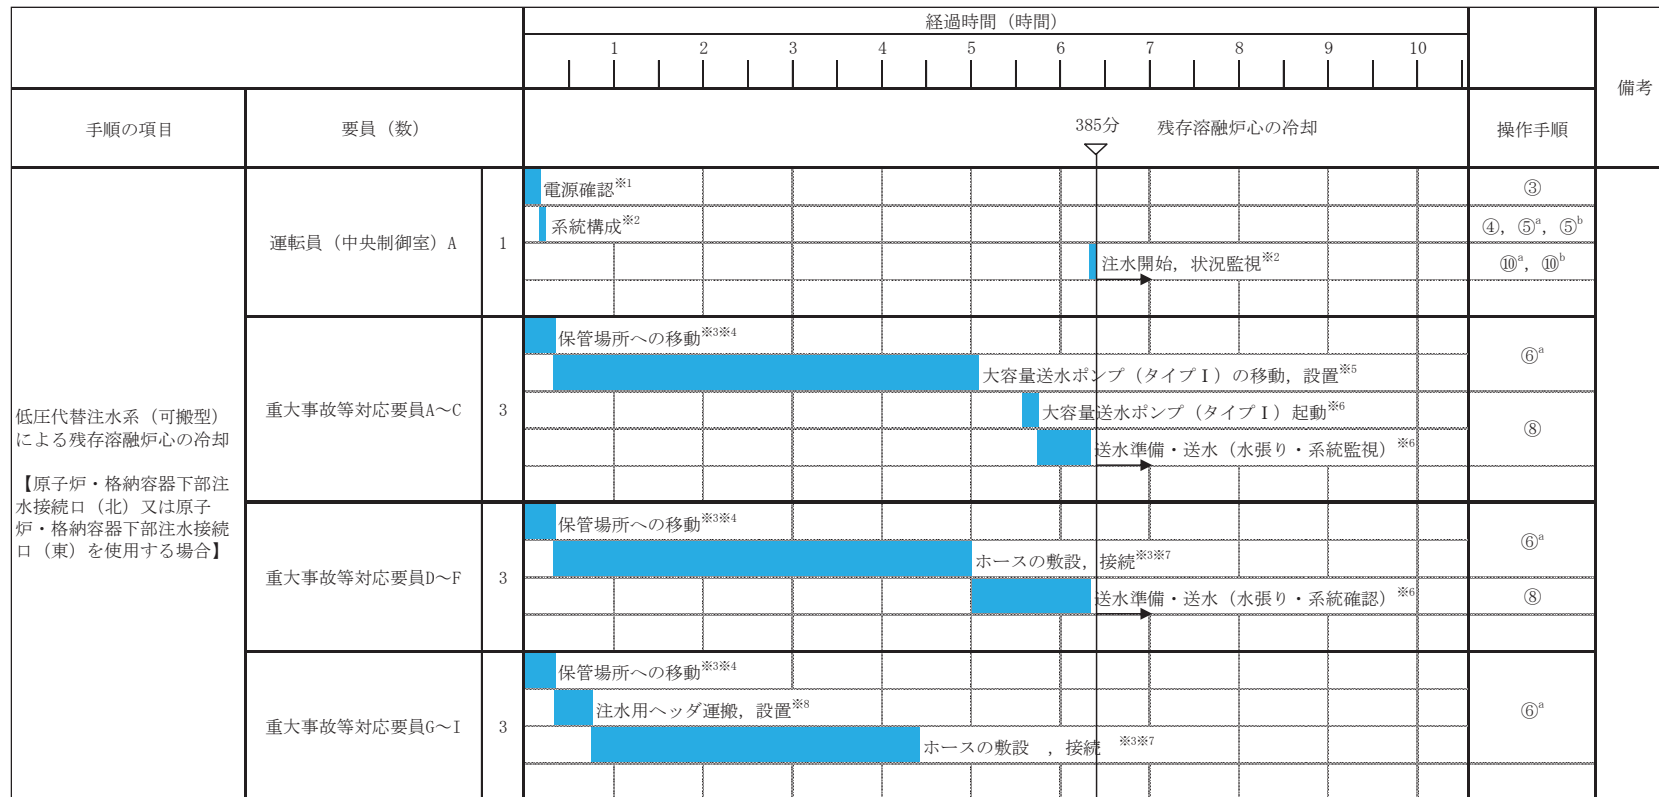 経過時間（時間）
1 2 3 4 5 6 7 8 9 10
備考
手順の項目 要員（数） 385分 残存溶融炉心の冷却 操作手順
電源確認※1 ③
系統構成※2 ④，⑤a，⑤b
運転員（中央制御室）A 1
注水開始，状況監視※2 ⑩a，⑩b
保管場所への移動※3※4
⑥a
大容量送水ポンプ（タイプⅠ）の移動，設置※5
重大事故等対応要員A～C 3
大容量送水ポンプ（タイプⅠ）起動※6
⑧
送水準備・送水（水張り・系統監視）※6
低圧代替注水系（可搬型）
による残存溶融炉心の冷却
【原子炉・格納容器下部注
水接続口（北）又は原子
炉・格納容器下部注水接続
口（東）を使用する場合】
保管場所への移動※3※4
⑥a
ホースの敷設，接続※3※7
重大事故等対応要員D～F 3
送水準備・送水（水張り・系統確認）※6 ⑧
保管場所への移動※3※4
注水用ヘッダ運搬，設置※8 ⑥a
重大事故等対応要員G～I 3
ホースの敷設 ，接続 ※3※7